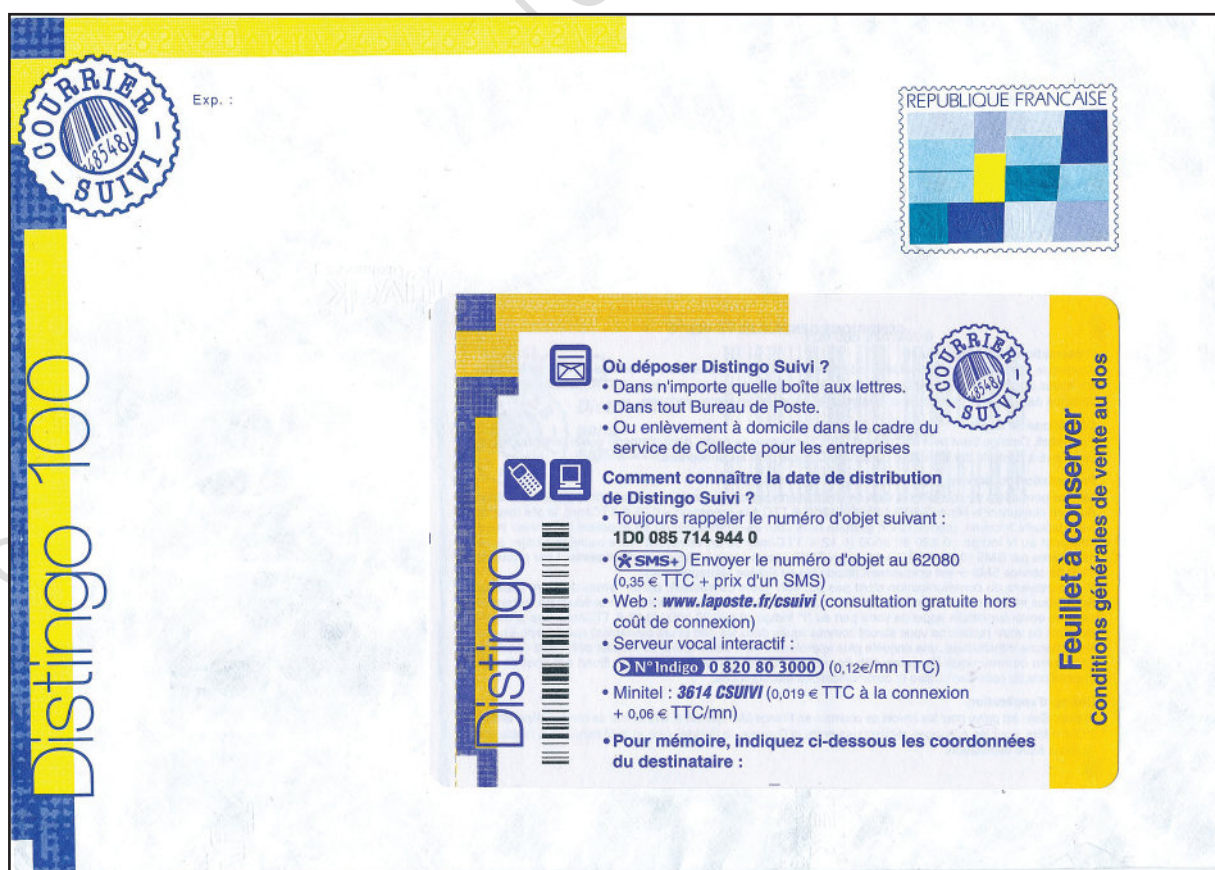 COURRIER
SUIVI
48548
Exp. :
REPUBLIQUE FRANCAISE
Distingo 100
Distingo
COURRIER
SUIVI
Où déposer Distingo Suivi ?
• Dans n'importe quelle boîte aux lettres.
• Dans tout Bureau de Poste.
• Ou enlèvement à domicile dans le cadre du
service de Collecte pour les entreprises
Comment connaître la date de distribution
de Distingo Suivi ?
• Toujours rappeler le numéro d'objet suivant :
1D0 085 714 944 0
• SMS+ Envoyer le numéro d'objet au 62080
(0,35 € TTC + prix d'un SMS)
• Web : www.laposte.fr/csuivi (consultation gratuite hors
coût de connexion)
• Serveur vocal interactif :
N° Indigo 0 820 80 3000 (0,12€/mn TTC)
• Minitel : 3614 CSUIVI (0,019 € TTC à la connexion
+ 0,06 € TTC/mn)
• Pour mémoire, indiquez ci-dessous les coordonnées
du destinataire :
Feuillet à conserver
Conditions générales de vente au dos